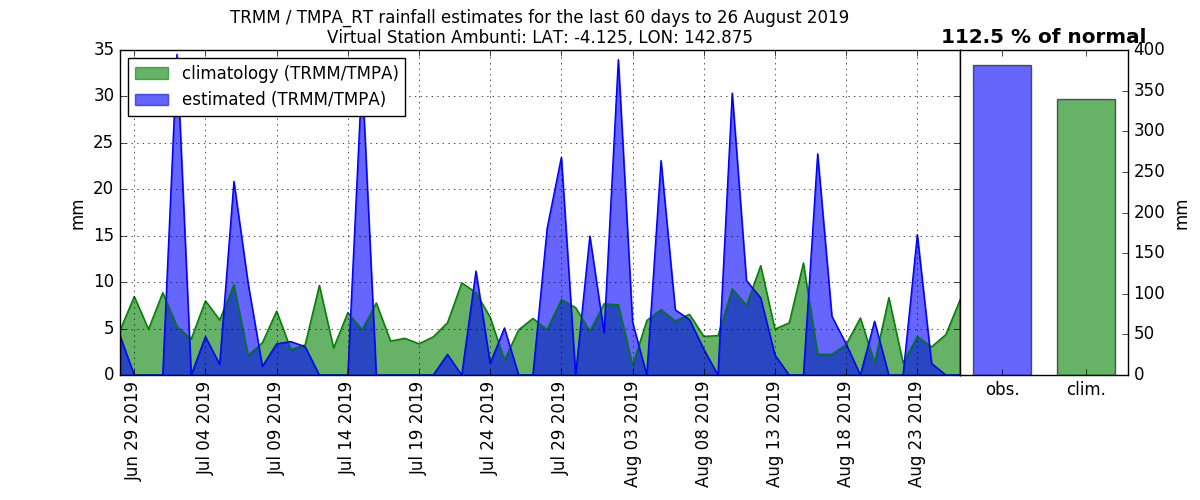 TRMM / TMPA_RT rainfall estimates for the last 60 days to 26 August 2019
Virtual Station Ambunti: LAT: -4.125, LON: 142.875
112.5 % of normal
climatology (TRMM/TMPA)
estimated (TRMM/TMPA)
35
30
25
20
15
10
5
0
mm
Jun 29 2019
Jul 04 2019
Jul 09 2019
Jul 14 2019
Jul 19 2019
Jul 24 2019
Jul 29 2019
Aug 03 2019
Aug 08 2019
Aug 13 2019
Aug 18 2019
Aug 23 2019
obs.
clim.
400
350
300
250
200
150
100
50
0
mm